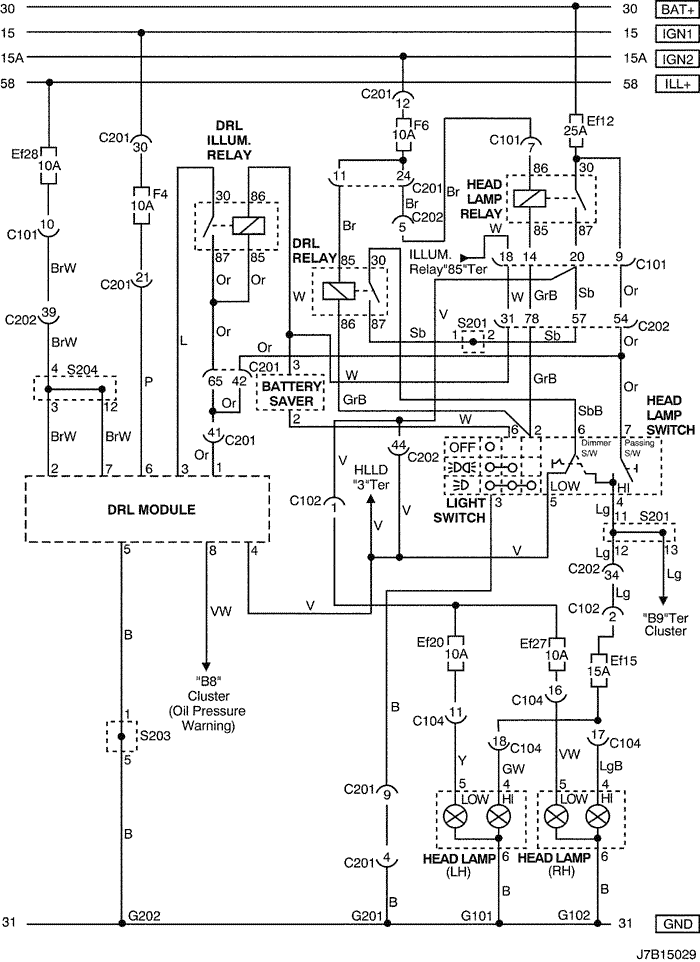 30 30 BAT+
15 15 IGN1
15A 15A IGN2
58 58 ILL+
C201 12
Ef12 25A
F6 10A
DRL ILLUM. RELAY
C201 30
C101 7
Ef28 10A
11 24 C201
86 30
HEAD LAMP RELAY
F4 10A
30 86
Br Br
5 C202
10 C101
Br
DRL RELAY
W
85 87
87 85
85 30
ILLUM. Relay"85"Ter
18 14 20 9 C101
BrW
C201 21
Or Or
W
W GrB Sb Or
V
39 C202
86 87
31 78 57 54 C202
BrW
L
Or
Sb
S201
1 2
Sb
Or
4 S204
65 42 C201
3
BATTERY SAVER
W
GrB
GrB
Or
HEAD LAMP SWITCH
P
3 12
Or
2
W
SbB
41 C201
BrW BrW
Or
V
44 C202
6 2 6 7
OFF
Dimmer S/W
Passing S/W
2 7 6 3 1
HLLD "3"Ter
C102 1
LOW HI
LIGHT SWITCH
3 5 4
DRL MODULE
V V
Lg 11 S201
5 8 4
V
Lg 12 13
C202 34
Lg
Lg
B VW
V
C102 2
"B9"Ter Cluster
Ef20 10A
Ef27 10A
Ef15 15A
"B8" Cluster (Oil Pressure Warning)
C104 16
1 S203
B
C104 11
18 C104
17 C104
5
Y GW VW LgB
C201 9
5 4 5 4
LOW HI LOW HI
B
C201 4
HEAD LAMP (LH) 6
HEAD LAMP (RH) 6
B B B
31 G202 G201 G101 G102 31 GND
J7B15029